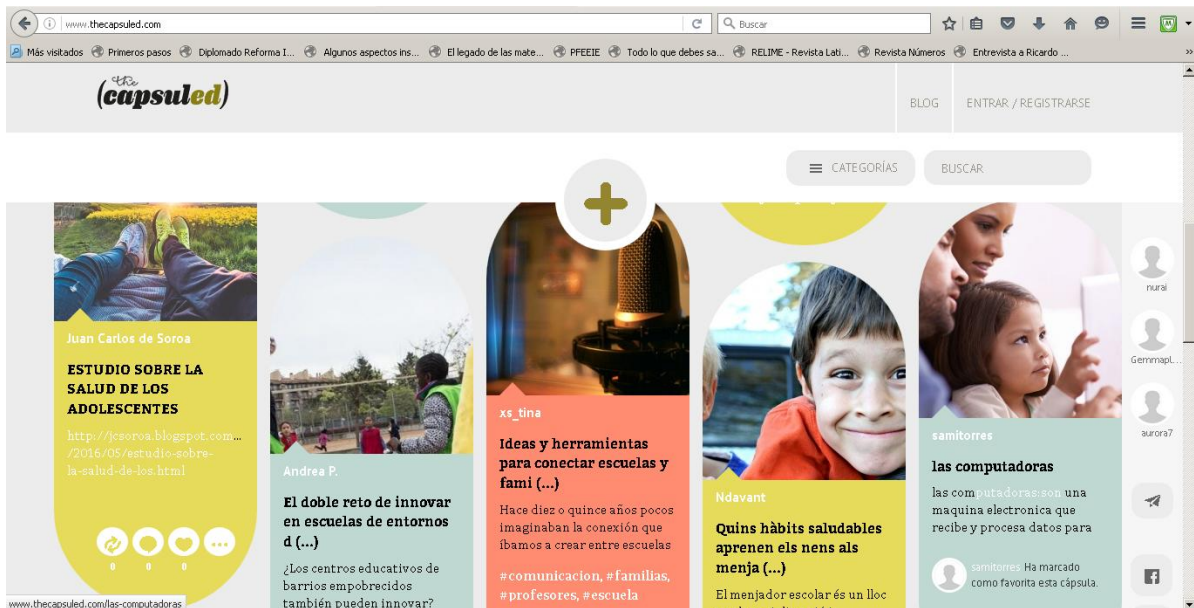 www.thecapsuled.com
Buscar
Más visitados
Primeros pasos
Diplomado Reforma I...
Algunos aspectos ins...
El legado de las mate...
PFEEIE
Todo lo que debes sa...
RELIME - Revista Lati...
Revista Números
Entrevista a Ricardo ...
»
the
(capsuled)
BLOG
ENTRAR / REGISTRARSE
CATEGORÍAS
BUSCAR
Juan Carlos de Soroa
ESTUDIO SOBRE LA
SALUD DE LOS
ADOLESCENTES
http://jcsoroa.blogspot.com...
/2016/05/estudio-sobre-
la-salud-de-los.html
0 0 0
Andrea P.
El doble reto de innovar
en escuelas de entornos
d (...)
¿Los centros educativos de
barrios empobrecidos
también pueden innovar?
xs_tina
Ideas y herramientas
para conectar escuelas y
fami (...)
Hace diez o quince años pocos
imaginaban la conexión que
íbamos a crear entre escuelas
#comunicacion, #familias,
#profesores, #escuela
Ndavant
Quins hàbits saludables
aprenen els nens als
menja (...)
El menjador escolar és un lloc
samitorres
las computadoras
las computadoras:son una
maquina electronica que
recibe y procesa datos para
samitorres Ha marcado
como favorita esta cápsula.
nurai
Gemmapl...
aurora7
www.thecapsuled.com/las-computadoras